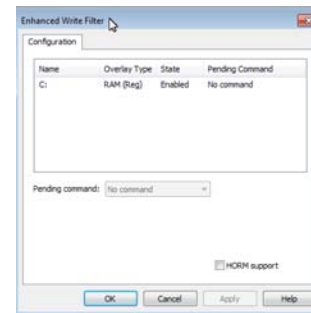 Enhanced Write Filter
Configuration
Name Overlay Type State Pending Command
C: RAM (Reg) Enabled No command
Pending command: No command
HORM support
OK Cancel Apply Help